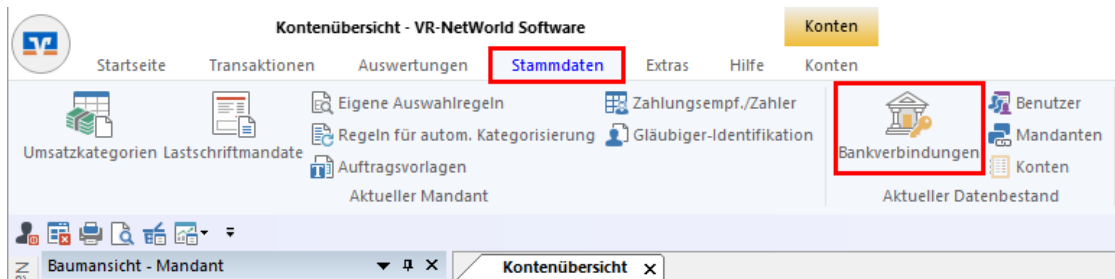 Kontenübersicht - VR-NetWorld Software
Konten
Startseite Transaktionen Auswertungen Stammdaten Extras Hilfe Konten
Eigene Auswahlregeln Zahlungsempf./Zahler Benutzer
Regeln für autom. Kategorisierung Gläubiger-Identifikation Mandanten
Umsatzkategorien Lastschriftmandate Bankverbindungen
Auftragsvorlagen Konten
Aktueller Mandant Aktueller Datenbestand
Baumansicht - Mandant Kontenübersicht x